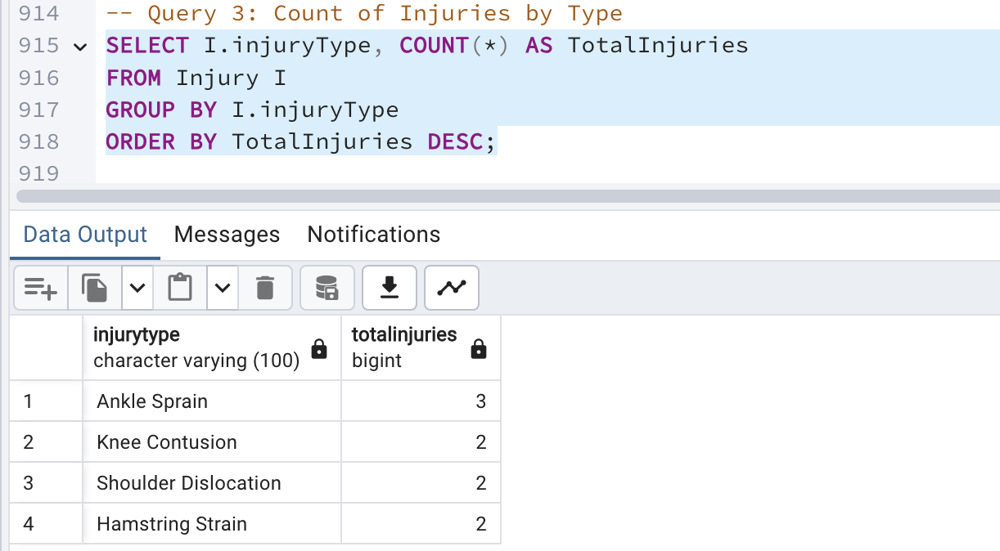 914 -- Query 3: Count of Injuries by Type
915 SELECT I.injuryType, COUNT(*) AS TotalInjuries
916 FROM Injury I
917 GROUP BY I.injuryType
918 ORDER BY TotalInjuries DESC;
919
Data Output Messages Notifications
injurytype totalinjuries
character varying (100) bigint
1 Ankle Sprain 3
2 Knee Contusion 2
3 Shoulder Dislocation 2
4 Hamstring Strain 2